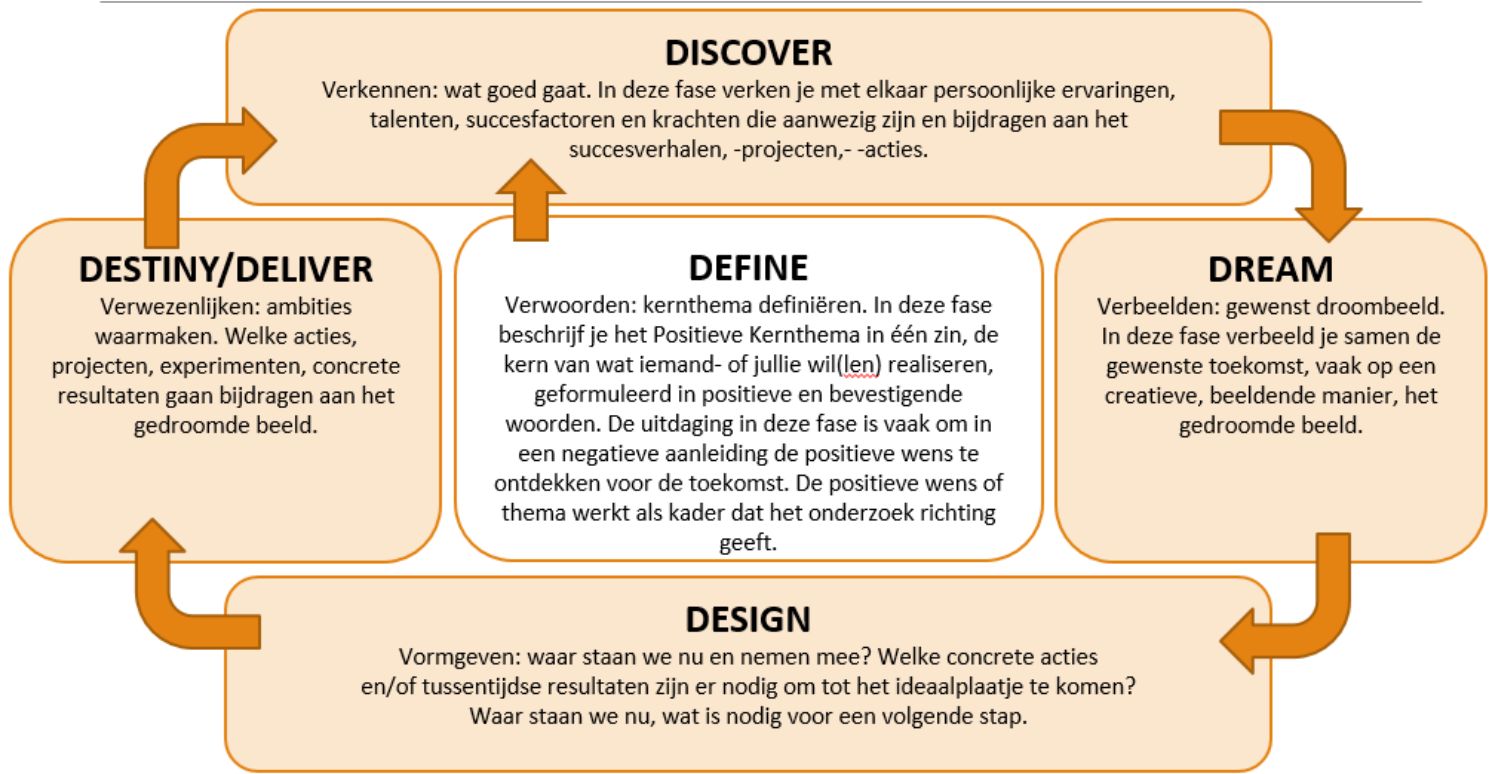 DISCOVER
Verkennen: wat goed gaat. In deze fase verken je met elkaar persoonlijke ervaringen,
talenten, succesfactoren en krachten die aanwezig zijn en bijdragen aan het
succesverhalen, -projecten,- -acties.
DESTINY/DELIVER
Verwezenlijken: ambities
waarmaken. Welke acties,
projecten, experimenten, concrete
resultaten gaan bijdragen aan het
gedroomde beeld.
DEFINE
Verwoorden: kernthema definiëren. In deze fase
beschrijf je het Positieve Kernthema in één zin, de
kern van wat iemand- of jullie wil(len) realiseren,
geformuleerd in positieve en bevestigende
woorden. De uitdaging in deze fase is vaak om in
een negatieve aanleiding de positieve wens te
ontdekken voor de toekomst. De positieve wens of
thema werkt als kader dat het onderzoek richting
geeft.
DREAM
Verbeelden: gewenst droombeeld.
In deze fase verbeeld je samen de
gewenste toekomst, vaak op een
creatieve, beeldende manier, het
gedroomde beeld.
DESIGN
Vormgeven: waar staan we nu en nemen mee? Welke concrete acties
en/of tussentijdse resultaten zijn er nodig om tot het ideaalplaatje te komen?
Waar staan we nu, wat is nodig voor een volgende stap.